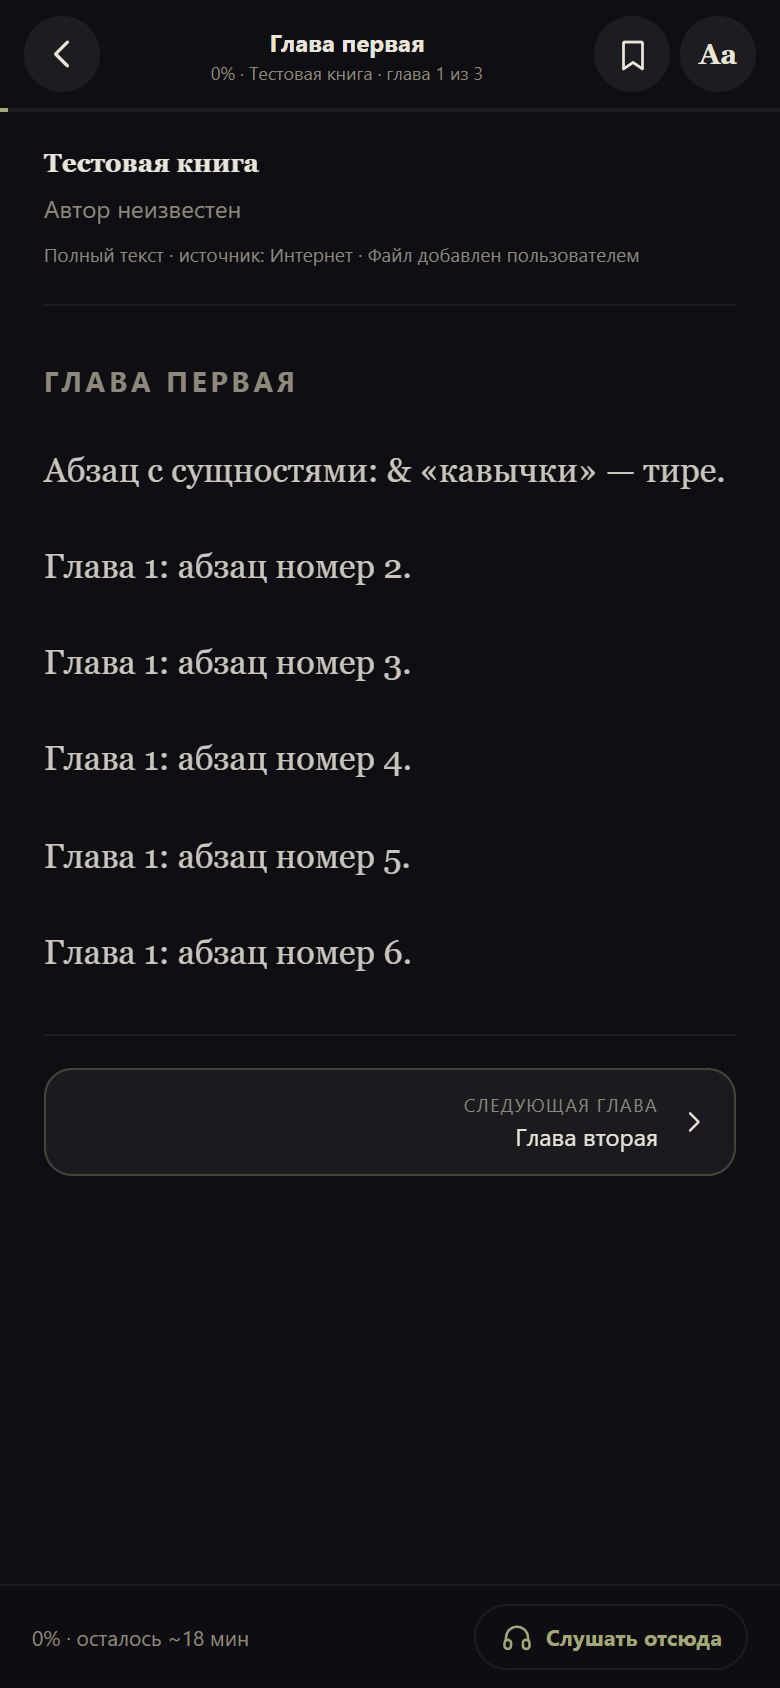 Глава первая
0% · Тестовая книга · глава 1 из 3
Aa
Тестовая книга
Автор неизвестен
Полный текст · источник: Интернет · Файл добавлен пользователем
ГЛАВА ПЕРВАЯ
Абзац с сущностями: & «кавычки» — тире.
Глава 1: абзац номер 2.
Глава 1: абзац номер 3.
Глава 1: абзац номер 4.
Глава 1: абзац номер 5.
Глава 1: абзац номер 6.
СЛЕДУЮЩАЯ ГЛАВА
Глава вторая
0% · осталось ~18 мин
Слушать отсюда